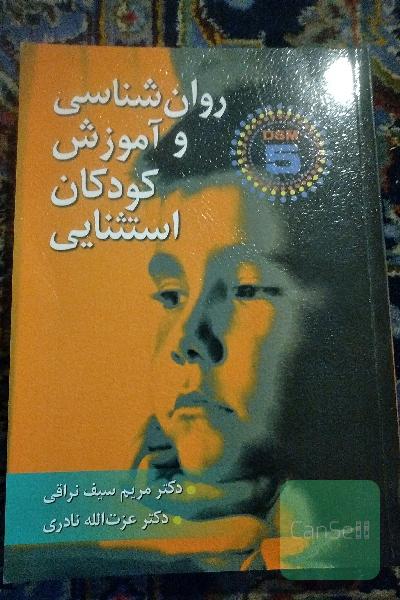 روان‌شناسی
و آموزش
کودکان
استثنایی
DSM
5
دکتر مریم سیف نراقی
دکتر عزت‌الله نادری
CanSell